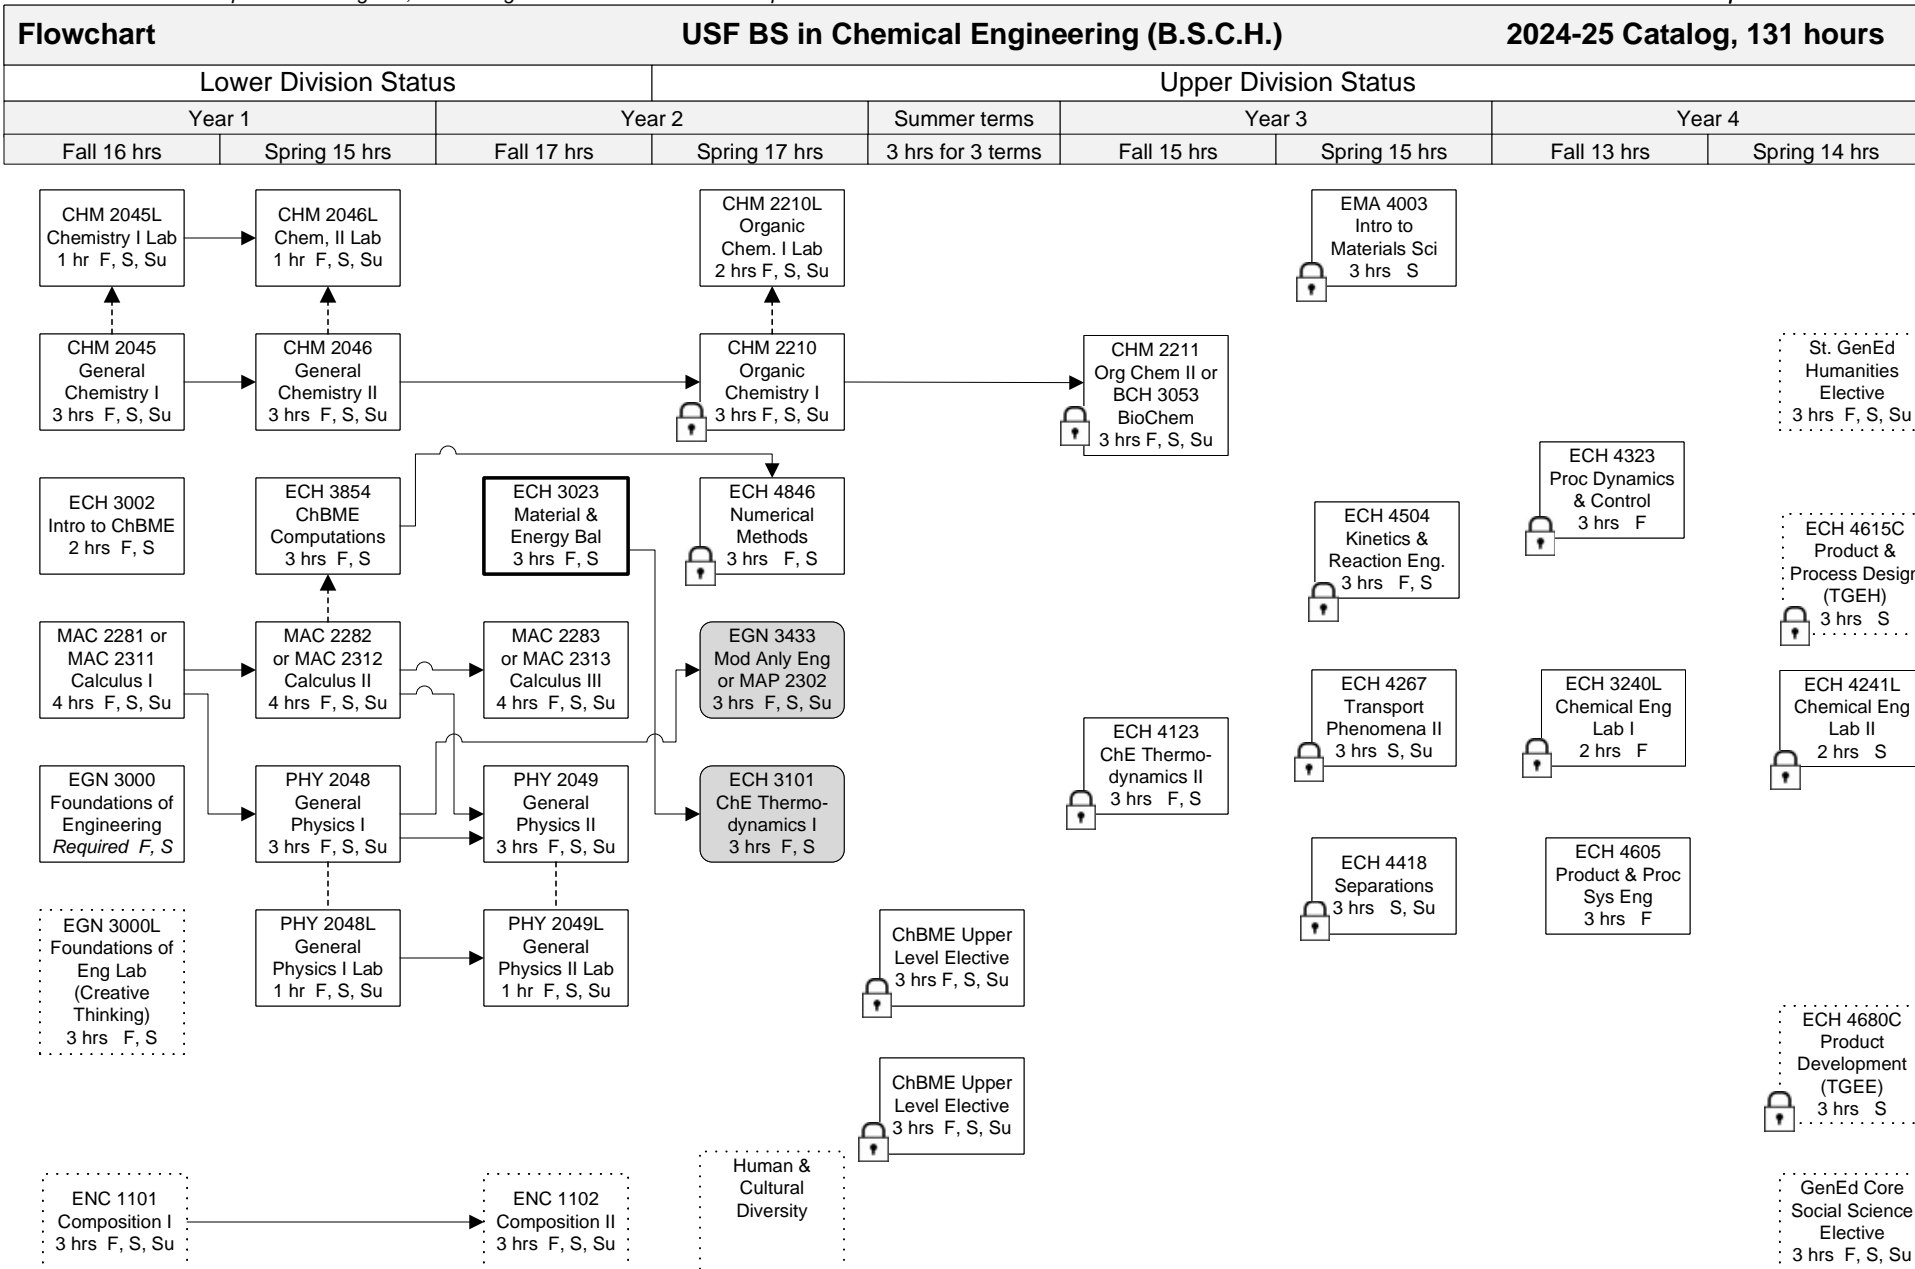 Flowchart
USF BS in Chemical Engineering (B.S.C.H.)
2024-25 Catalog, 131 hours
Lower Division Status
Upper Division Status
Year 1
Year 2
Summer terms
Year 3
Year 4
Fall 16 hrs
Spring 15 hrs
Fall 17 hrs
Spring 17 hrs
3 hrs for 3 terms
Fall 15 hrs
Spring 15 hrs
Fall 13 hrs
Spring 14 hrs
CHM 2045L
Chemistry I Lab
1 hr F, S, Su
CHM 2046L
Chem, II Lab
1 hr F, S, Su
CHM 2210L
Organic
Chem. I Lab
2 hrs F, S, Su
EMA 4003
Intro to
Materials Sci
3 hrs S
CHM 2045
General
Chemistry I
3 hrs F, S, Su
CHM 2046
General
Chemistry II
3 hrs F, S, Su
CHM 2210
Organic
Chemistry I
3 hrs F, S, Su
CHM 2211
Org Chem II or
BCH 3053
BioChem
3 hrs F, S, Su
St. GenEd
Humanities
Elective
3 hrs F, S, Su
ECH 3002
Intro to ChBME
2 hrs F, S
ECH 3854
ChBME
Computations
3 hrs F, S
ECH 3023
Material &
Energy Bal
3 hrs F, S
ECH 4846
Numerical
Methods
3 hrs F, S
ECH 4504
Kinetics &
Reaction Eng.
3 hrs F, S
ECH 4323
Proc Dynamics
& Control
3 hrs F
ECH 4615C
Product &
Process Design
(TGEH)
3 hrs S
MAC 2281 or
MAC 2311
Calculus I
4 hrs F, S, Su
MAC 2282
or MAC 2312
Calculus II
4 hrs F, S, Su
MAC 2283
or MAC 2313
Calculus III
4 hrs F, S, Su
EGN 3433
Mod Anly Eng
or MAP 2302
3 hrs F, S, Su
ECH 4123
ChE Thermo-
dynamics II
3 hrs F, S
ECH 4267
Transport
Phenomena II
3 hrs S, Su
ECH 3240L
Chemical Eng
Lab I
2 hrs F
ECH 4241L
Chemical Eng
Lab II
2 hrs S
EGN 3000
Foundations of
Engineering
Required F, S
PHY 2048
General
Physics I
3 hrs F, S, Su
PHY 2049
General
Physics II
3 hrs F, S, Su
ECH 3101
ChE Thermo-
dynamics I
3 hrs F, S
ECH 4418
Separations
3 hrs S, Su
ECH 4605
Product & Proc
Sys Eng
3 hrs F
EGN 3000L
Foundations of
Eng Lab
(Creative
Thinking)
3 hrs F, S
PHY 2048L
General
Physics I Lab
1 hr F, S, Su
PHY 2049L
General
Physics II Lab
1 hr F, S, Su
ChBME Upper
Level Elective
3 hrs F, S, Su
ECH 4680C
Product
Development
(TGEE)
3 hrs S
ChBME Upper
Level Elective
3 hrs F, S, Su
ENC 1101
Composition I
3 hrs F, S, Su
ENC 1102
Composition II
3 hrs F, S, Su
Human &
Cultural
Diversity
GenEd Core
Social Science
Elective
3 hrs F, S, Su